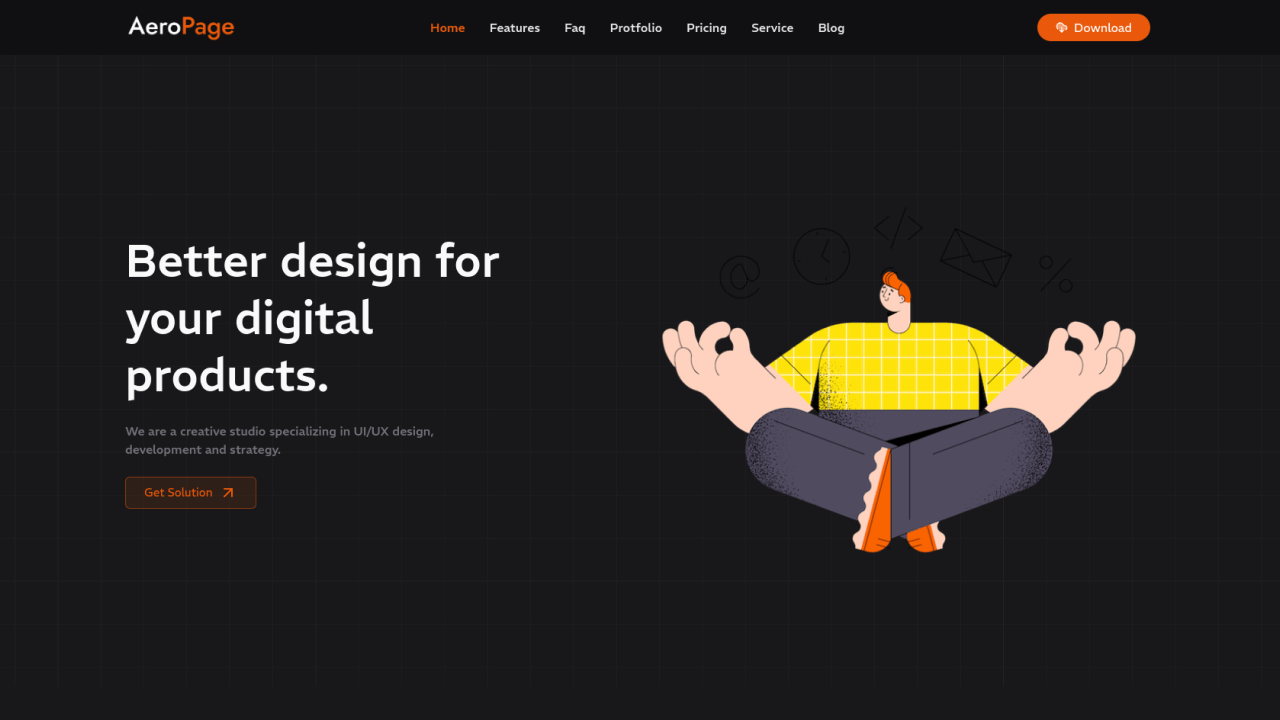 AeroPage
Home Features Faq Protfolio Pricing Service Blog
Download
Better design for
your digital
products.
We are a creative studio specializing in UI/UX design,
development and strategy.
Get Solution